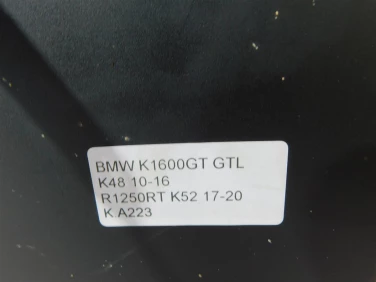 BMW K1600GT GTL
K48 10-16
R1250RT K52 17-20
K.A223